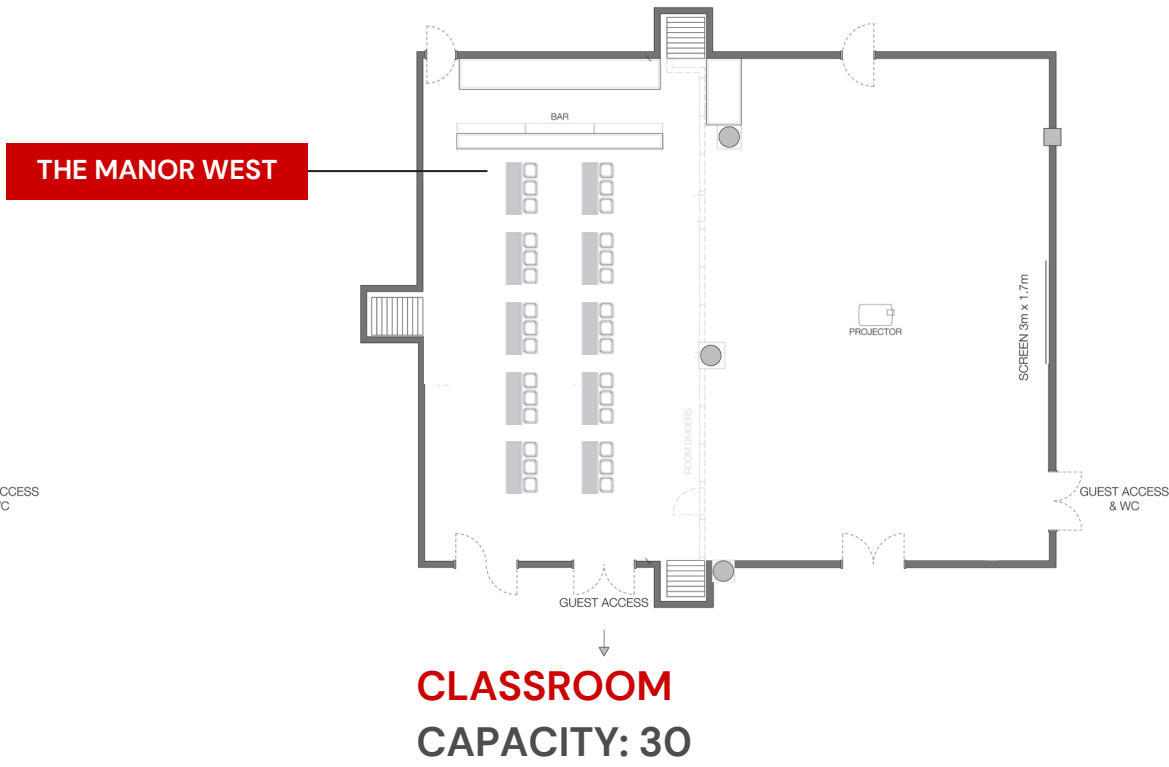 BAR
THE MANOR WEST
SCREEN 3m x 1.7m
PROJECTOR
ROOM DIVIDERS
CCESS
C
GUEST ACCESS
& WC
GUEST ACCESS
CLASSROOM
CAPACITY: 30